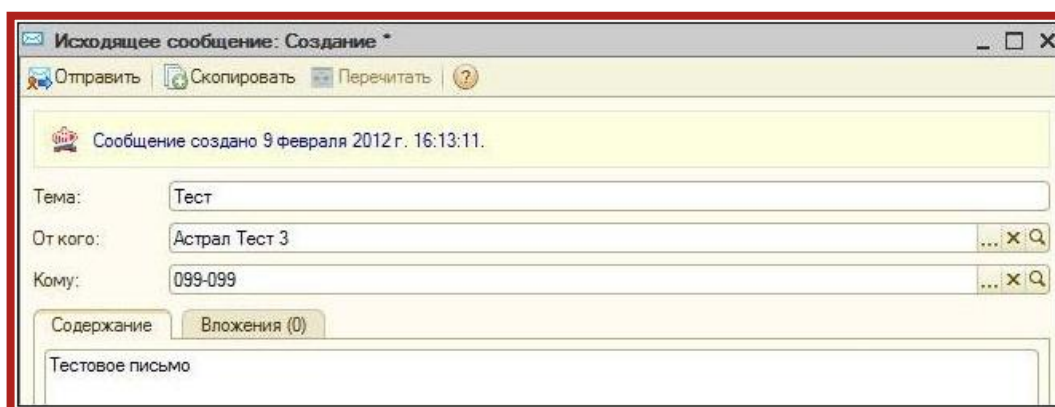 Исходящее сообщение: Создание *
Отправить Скопировать Перечитать ?
Сообщение создано 9 февраля 2012 г. 16:13:11.
Тема: Тест
От кого: Астрал Тест 3 ...
Кому: 099-099 ...
Содержание Вложения (0)
Тестовое письмо